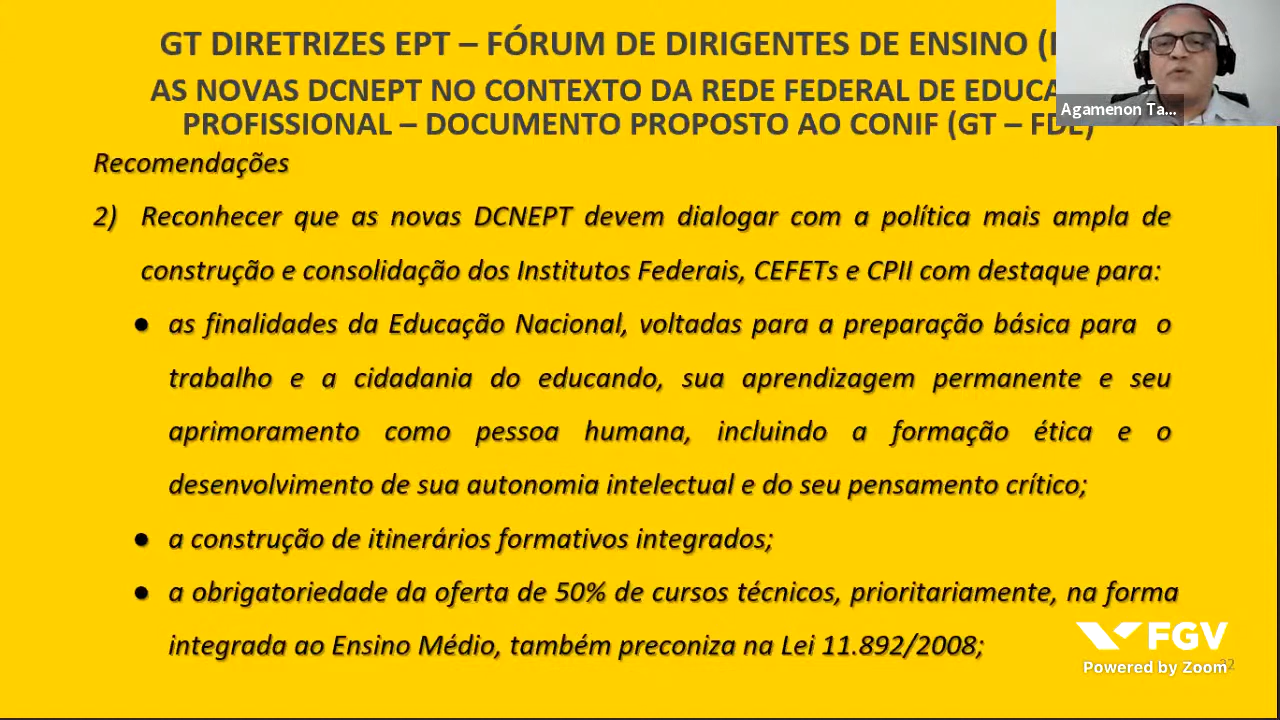 GT DIRETRIZES EPT – FÓRUM DE DIRIGENTES DE ENSINO (
AS NOVAS DCNEPT NO CONTEXTO DA REDE FEDERAL DE EDUCA
PROFISSIONAL – DOCUMENTO PROPOSTO AO CONIF (GT – FDE)
Agamenon Ta...
Recomendações
2) Reconhecer que as novas DCNEPT devem dialogar com a política mais ampla de
construção e consolidação dos Institutos Federais, CEFETs e CPII com destaque para:
● as finalidades da Educação Nacional, voltadas para a preparação básica para o
trabalho e a cidadania do educando, sua aprendizagem permanente e seu
aprimoramento como pessoa humana, incluindo a formação ética e o
desenvolvimento de sua autonomia intelectual e do seu pensamento crítico;
● a construção de itinerários formativos integrados;
● a obrigatoriedade da oferta de 50% de cursos técnicos, prioritariamente, na forma
integrada ao Ensino Médio, também preconiza na Lei 11.892/2008;
FGV
Powered by Zoom